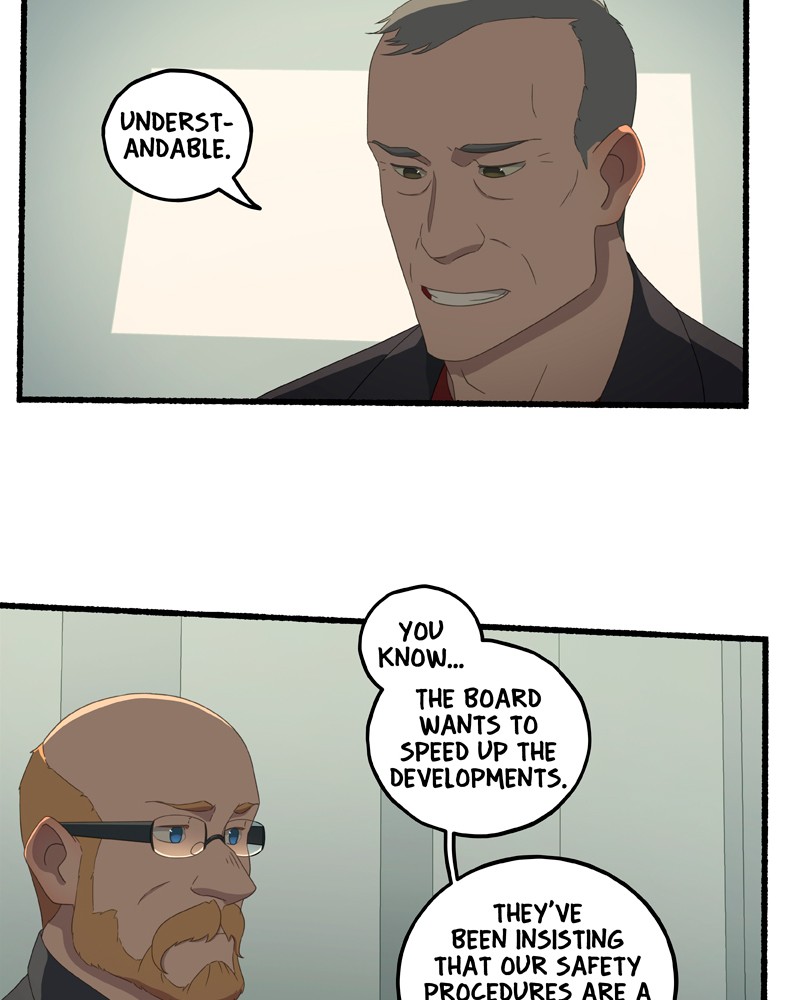 UNDERST-
ANDABLE.
YOU
KNOW...
THE BOARD
WANTS TO
SPEED UP THE
DEVELOPMENTS.
THEY'VE
BEEN INSISTING
THAT OUR SAFETY
PROCEDURES ARE A